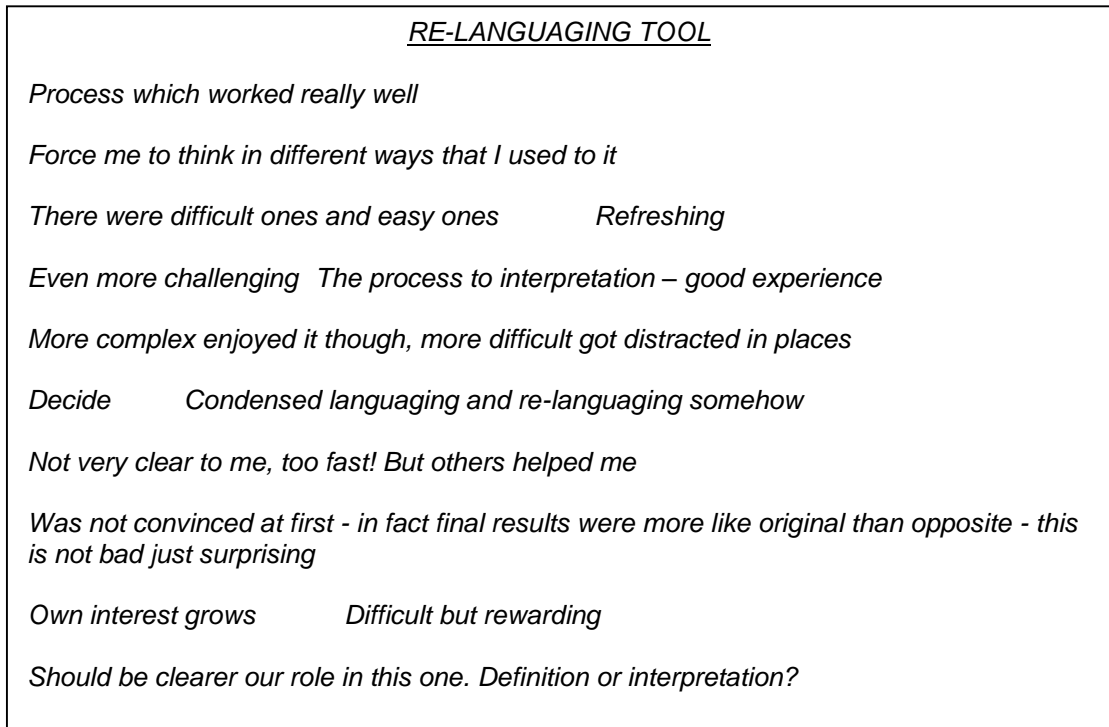 RE-LANGUAGING TOOL
Process which worked really well
Force me to think in different ways that I used to it
There were difficult ones and easy ones Refreshing
Even more challenging The process to interpretation – good experience
More complex enjoyed it though, more difficult got distracted in places
Decide Condensed languaging and re-languaging somehow
Not very clear to me, too fast! But others helped me
Was not convinced at first - in fact final results were more like original than opposite - this
is not bad just surprising
Own interest grows Difficult but rewarding
Should be clearer our role in this one. Definition or interpretation?